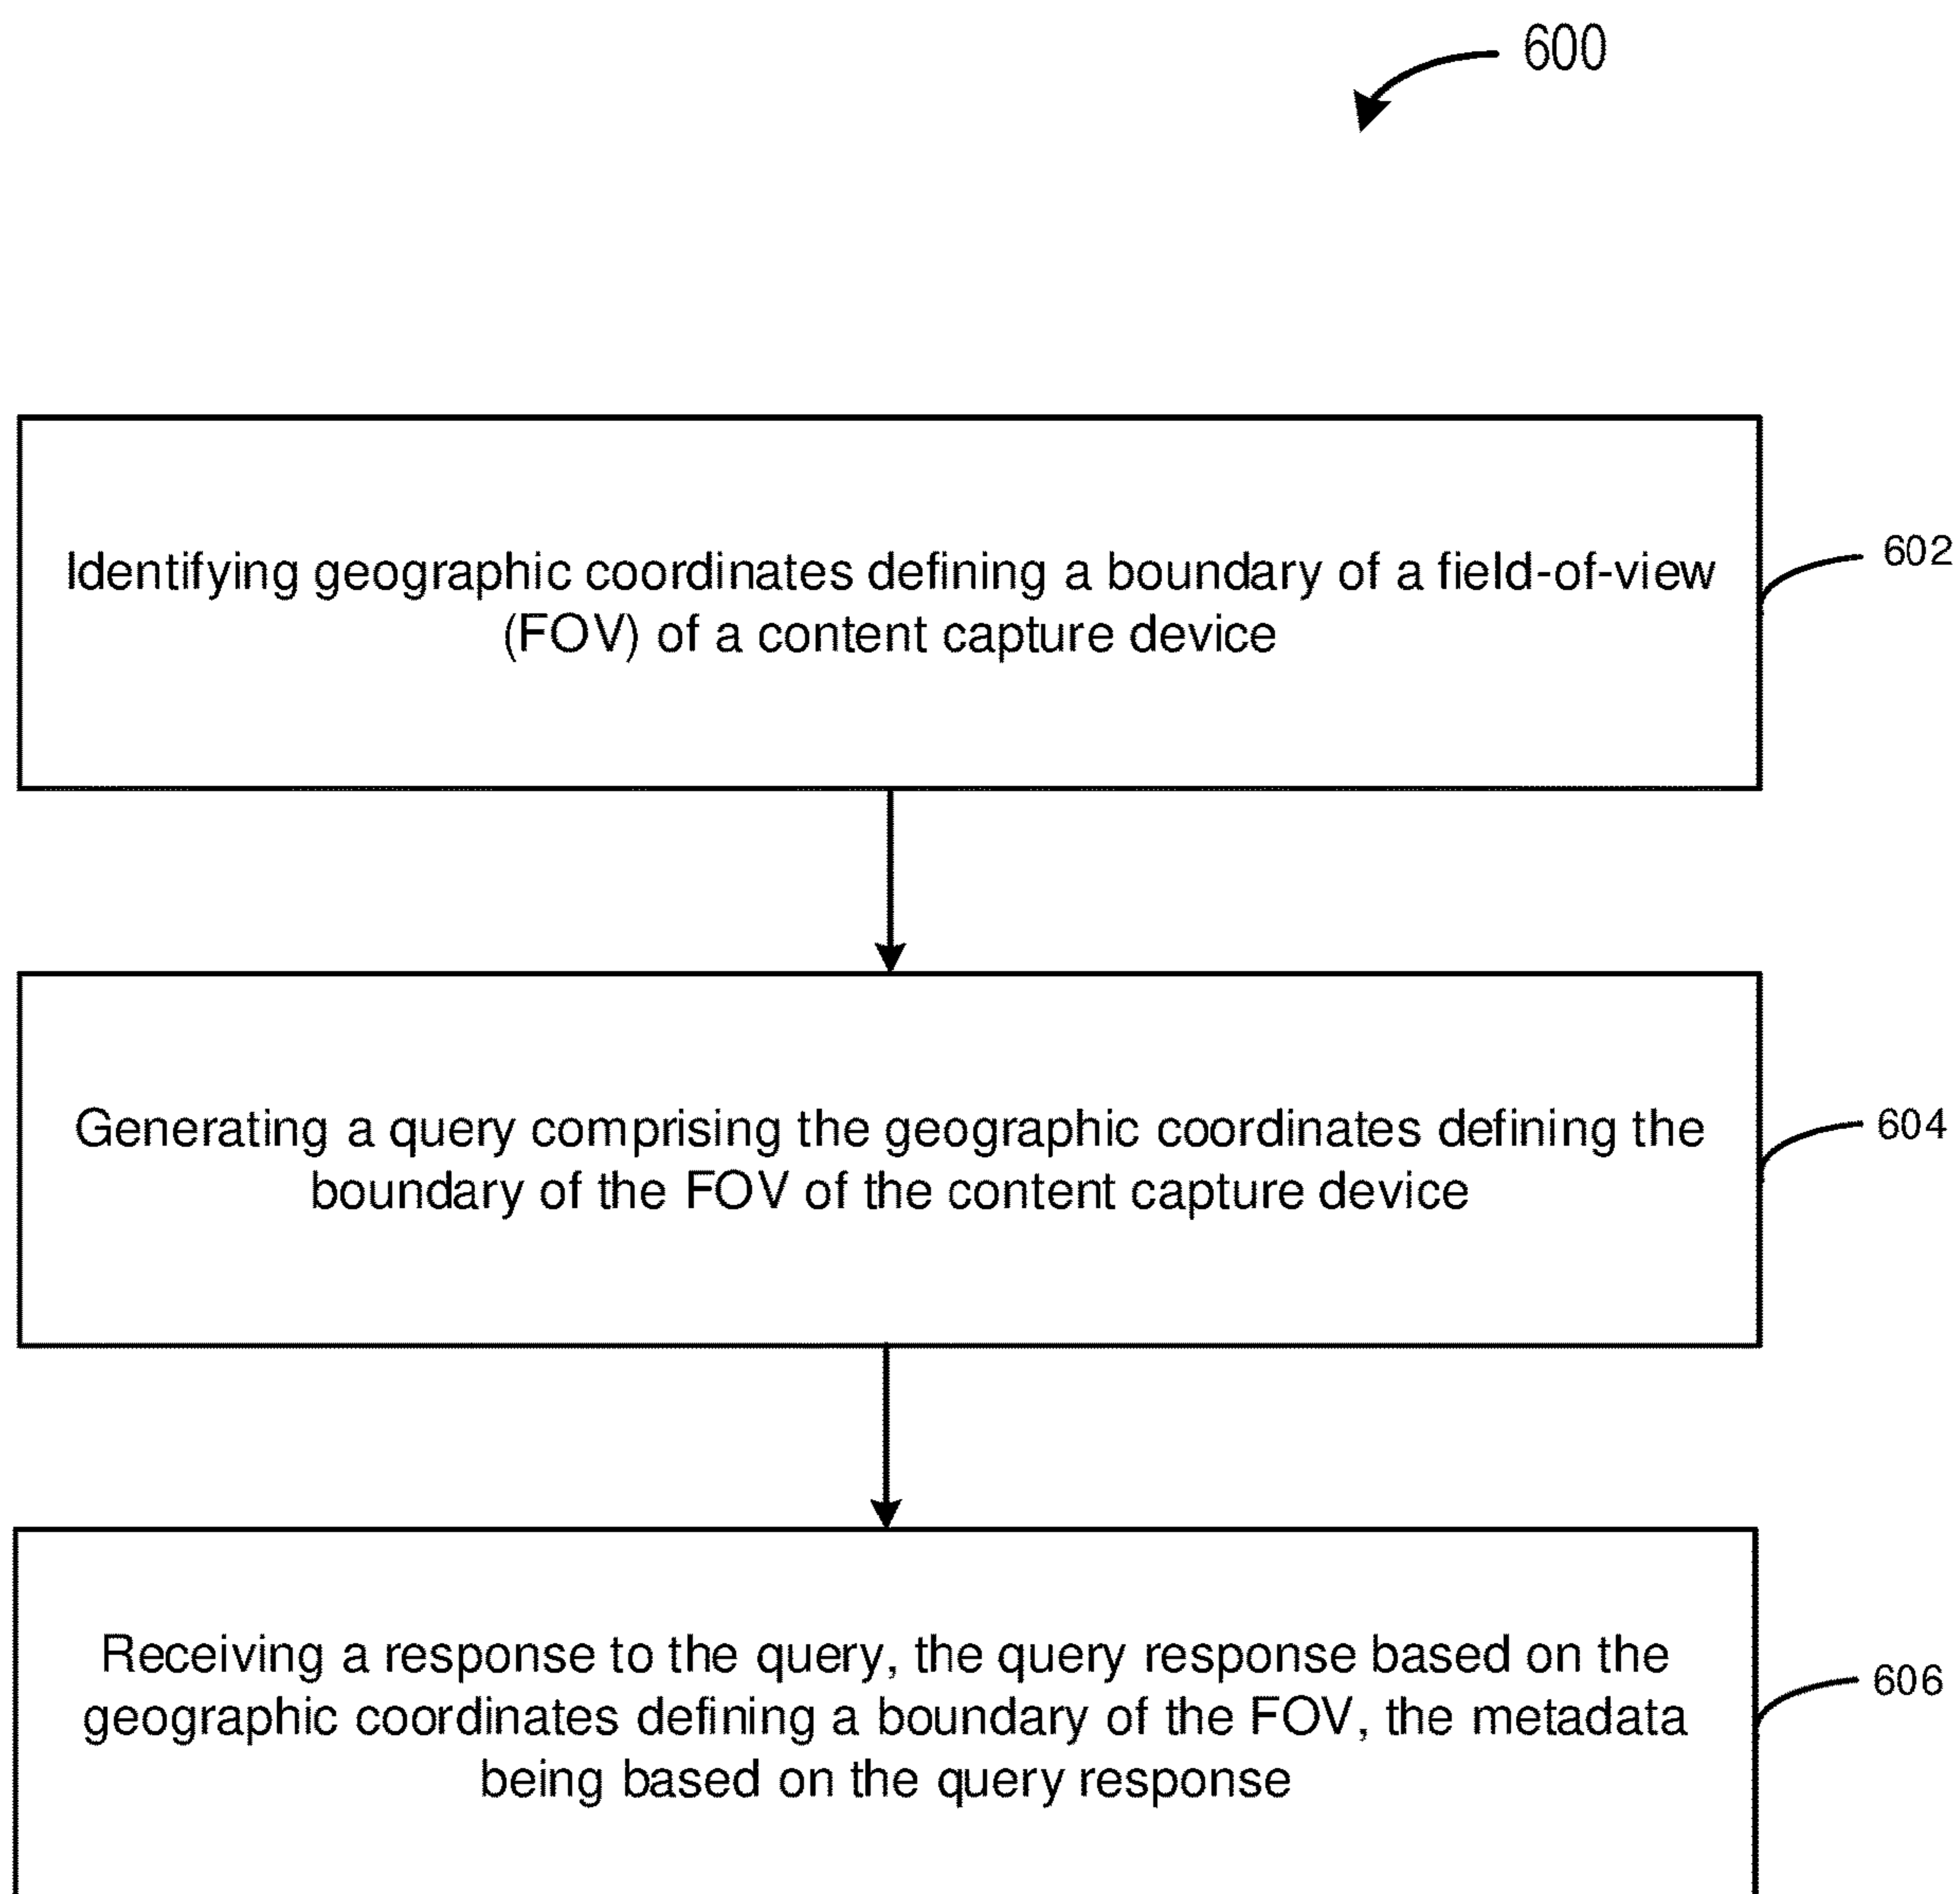 600
Identifying geographic coordinates defining a boundary of a field-of-view
(FOV) of a content capture device
602
Generating a query comprising the geographic coordinates defining the
boundary of the FOV of the content capture device
604
Receiving a response to the query, the query response based on the
geographic coordinates defining a boundary of the FOV, the metadata
being based on the query response
606